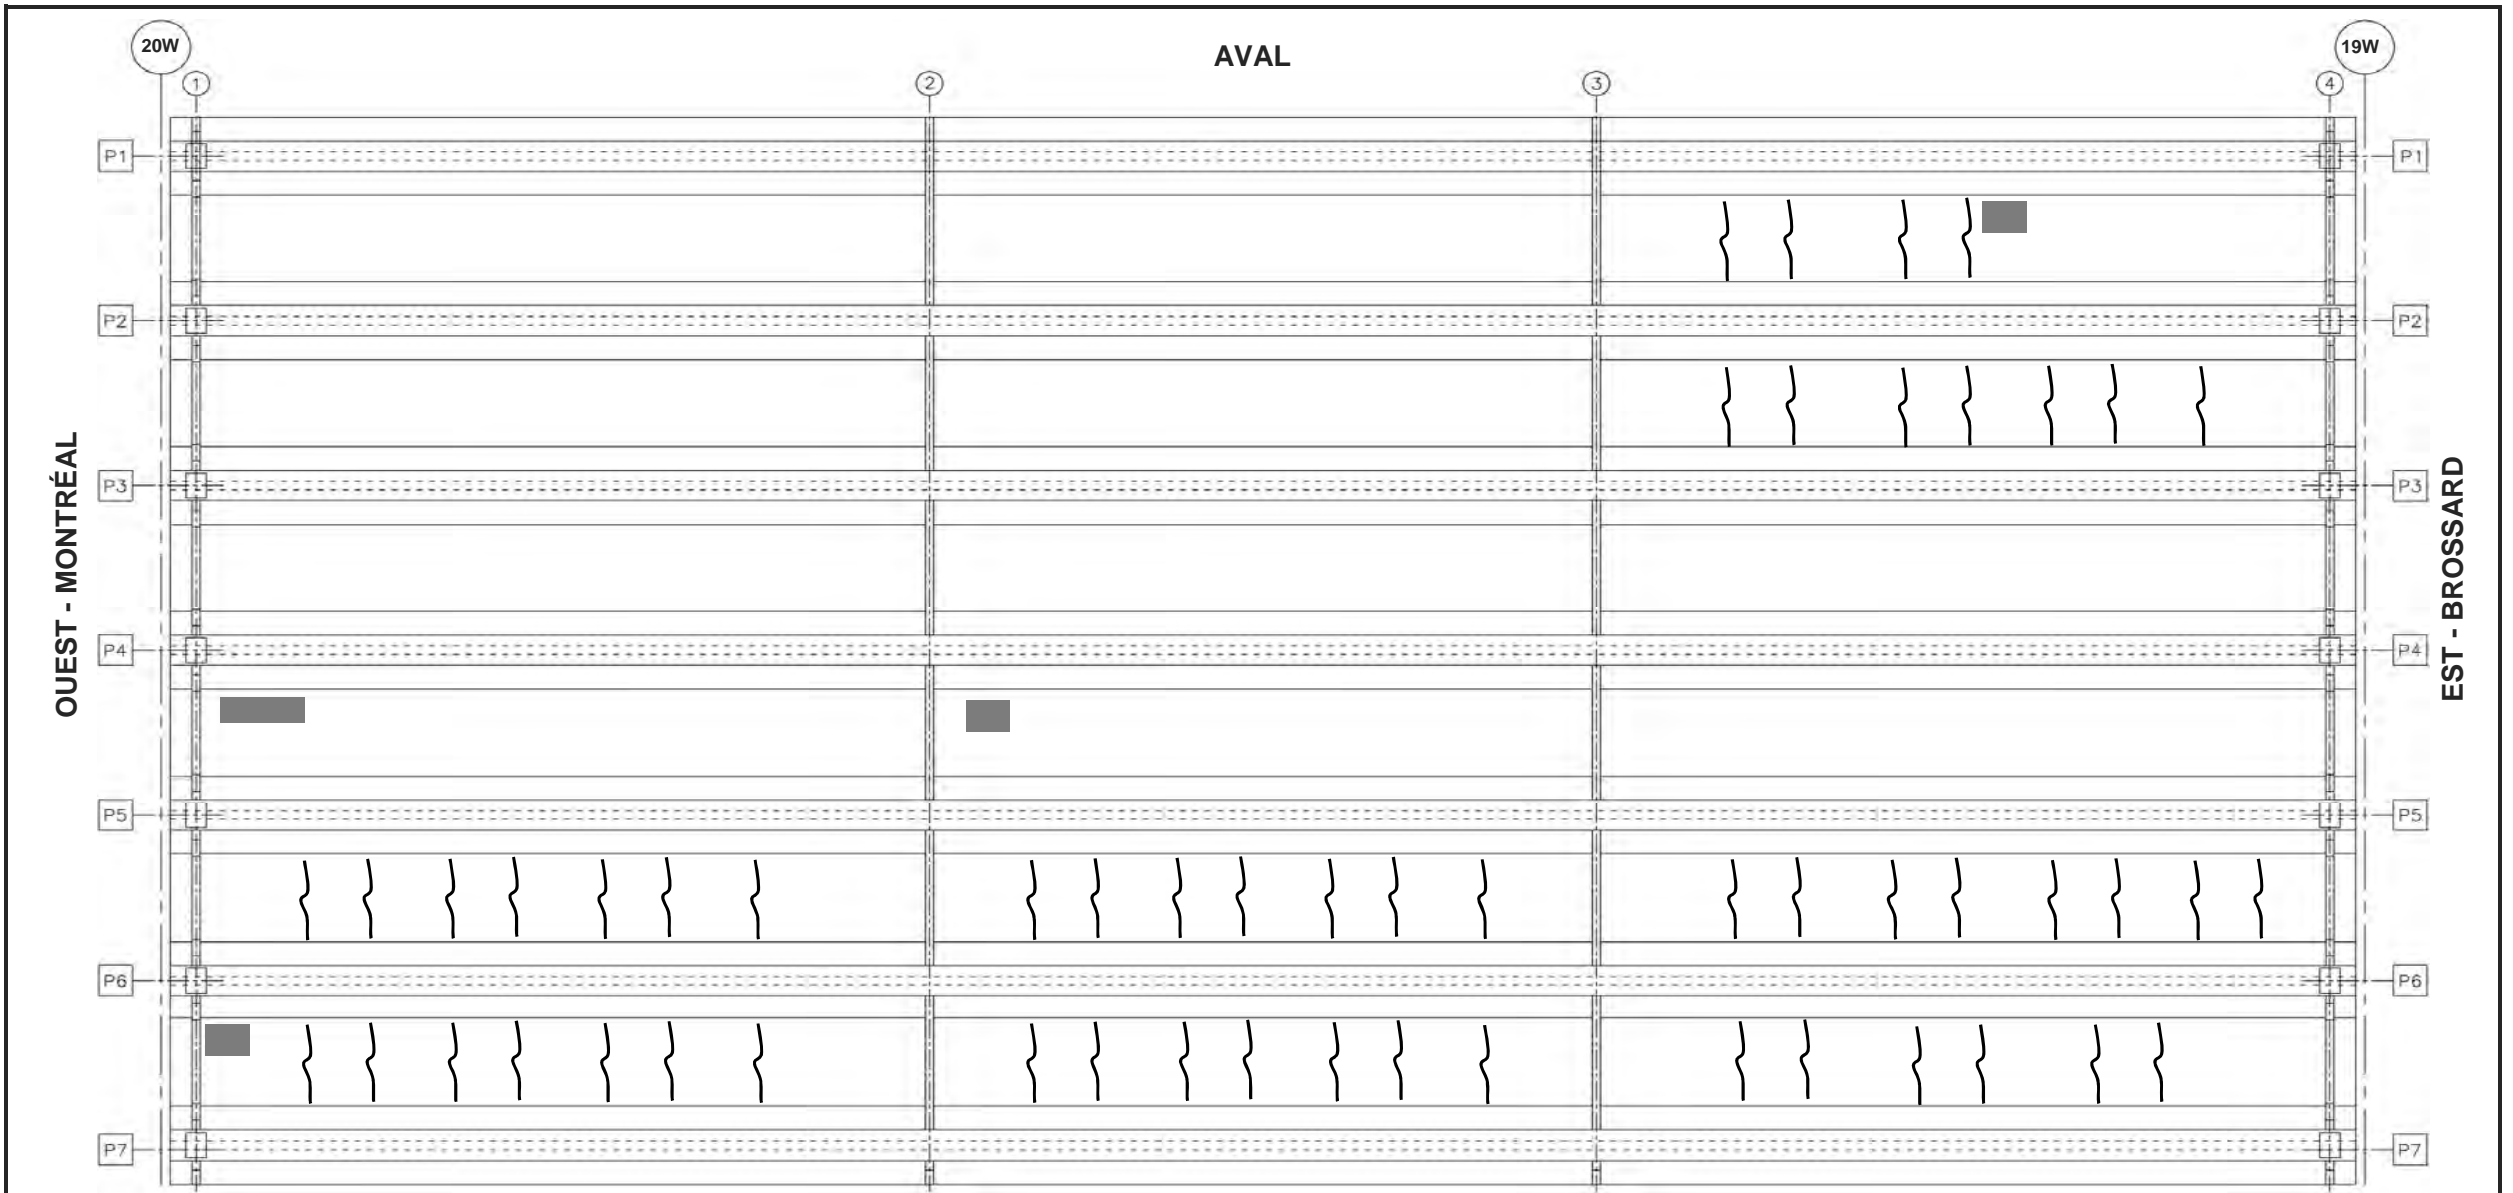 20W
AVAL
19W
1
2
3
4
P1
P1
P2
P2
OUEST - MONTRÉAL
EST - BROSSARD
P3
P3
P4
P4
P5
P5
P6
P6
P7
P7